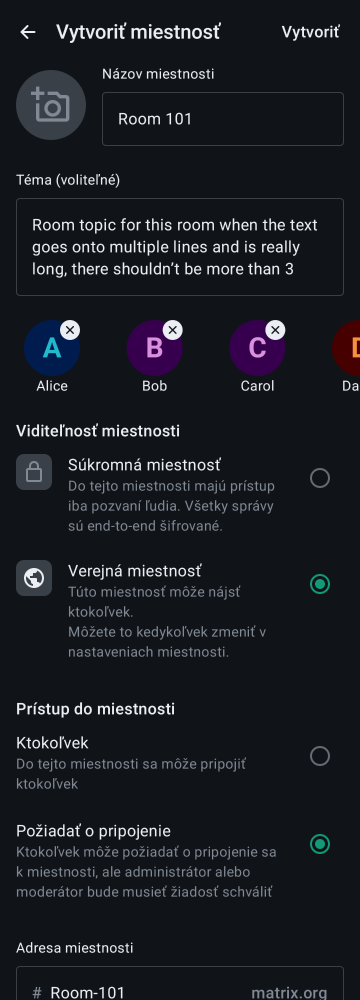 Vytvoriť miestnosť
Vytvoriť
Názov miestnosti
Room 101
Téma (voliteľné)
Room topic for this room when the text
goes onto multiple lines and is really
long, there shouldn’t be more than 3
A
B
C
Alice
Bob
Carol
Da
Viditeľnosť miestnosti
Súkromná miestnosť
Do tejto miestnosti majú prístup
iba pozvaní ľudia. Všetky správy
sú end-to-end šifrované.
Verejná miestnosť
Túto miestnosť môže nájsť
ktokoľvek.
Môžete to kedykoľvek zmeniť v
nastaveniach miestnosti.
Prístup do miestnosti
Ktokoľvek
Do tejto miestnosti sa môže pripojiť
ktokoľvek
Požiadať o pripojenie
Ktokoľvek môže požiadať o pripojenie sa
k miestnosti, ale administrátor alebo
moderátor bude musieť žiadosť schváliť
Adresa miestnosti
# Room-101 matrix.org